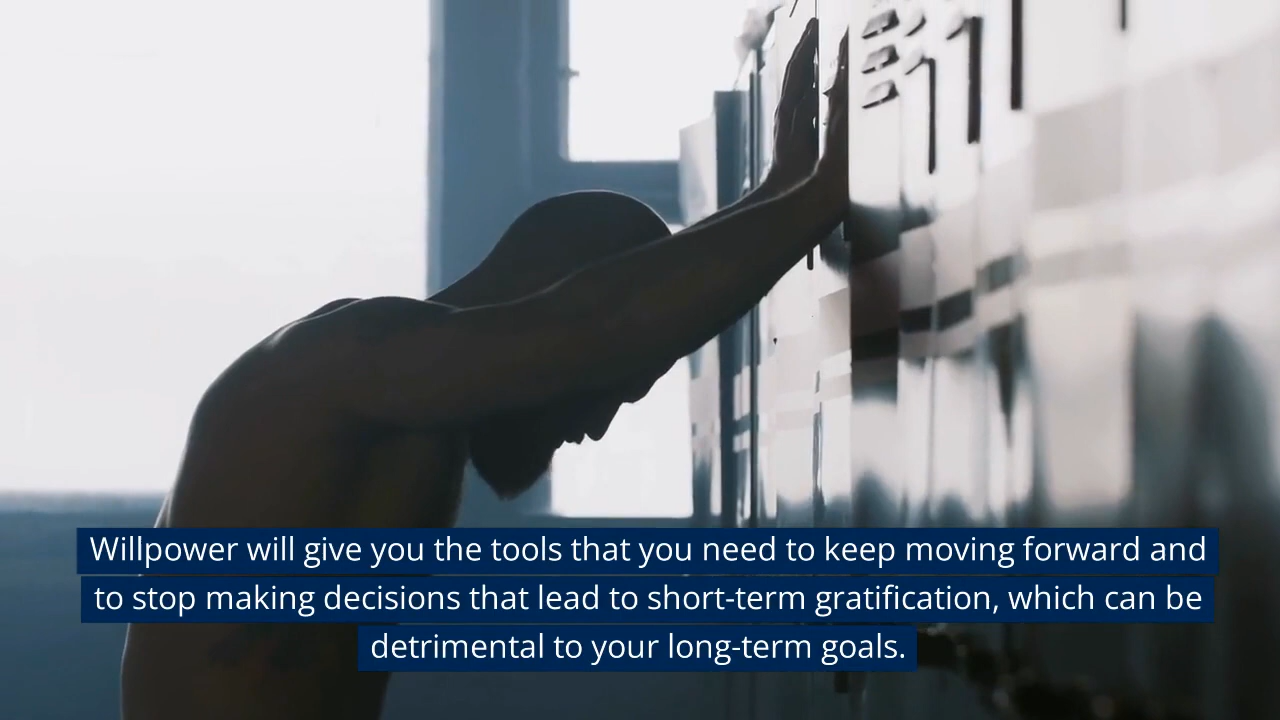 Willpower will give you the tools that you need to keep moving forward and
to stop making decisions that lead to short-term gratification, which can be
detrimental to your long-term goals.